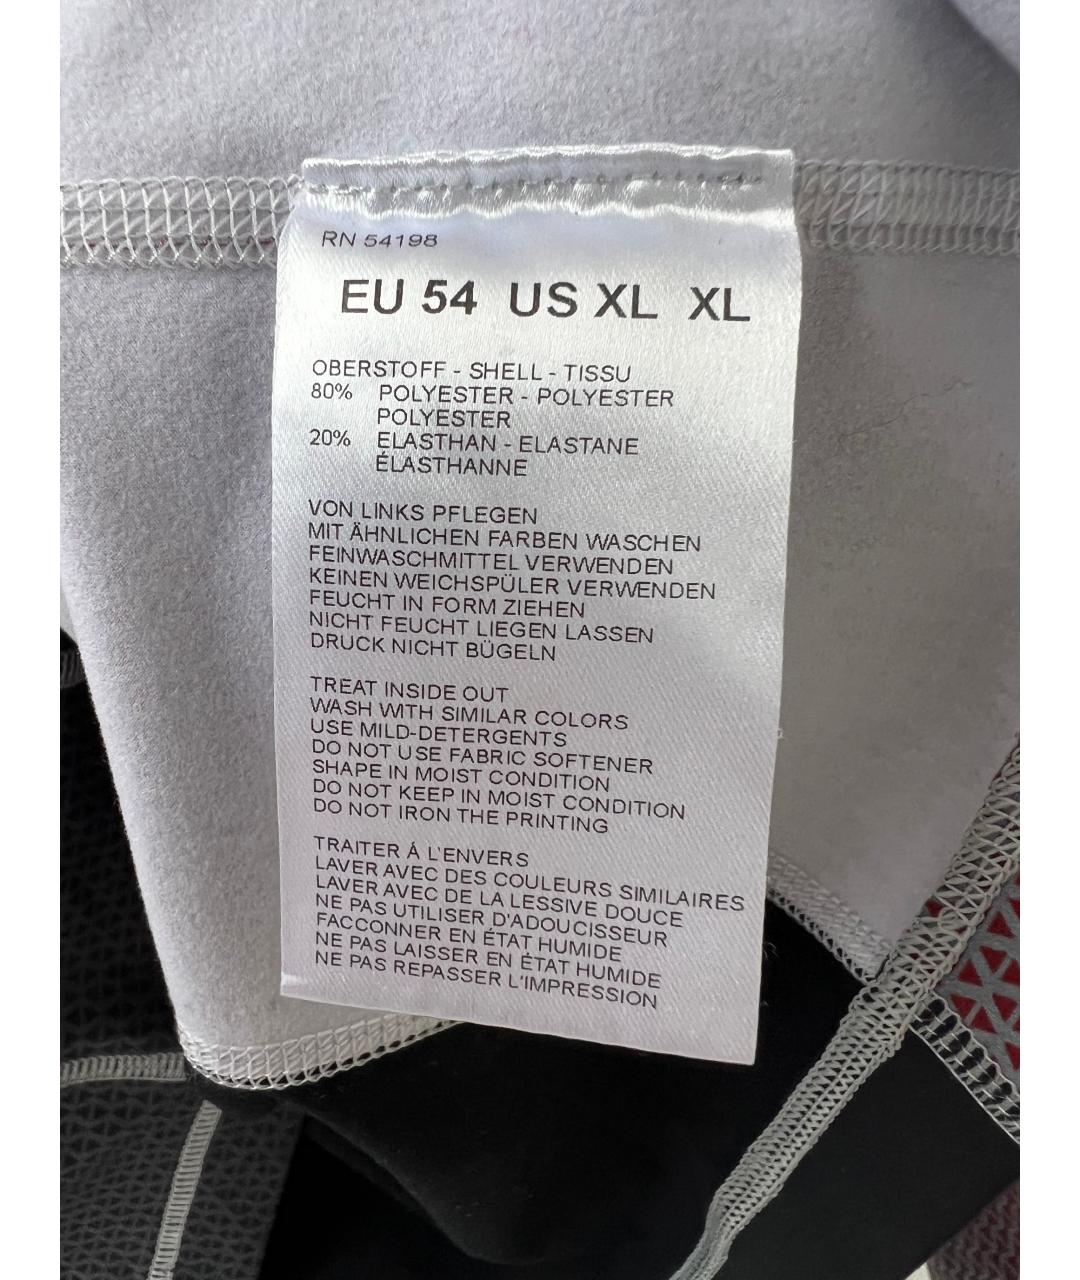 RN 54198
EU 54 US XL XL
OBERSTOFF - SHELL - TISSU
80% POLYESTER - POLYESTER
POLYESTER
20% ELASTHAN - ELASTANE
ÉLASTHANNE
VON LINKS PFLEGEN
MIT ÄHNLICHEN FARBEN WASCHEN
FEINWASCHMITTEL VERWENDEN
KEINEN WEICHSPÜLER VERWENDEN
FEUCHT IN FORM ZIEHEN
NICHT FEUCHT LIEGEN LASSEN
DRUCK NICHT BÜGELN
TREAT INSIDE OUT
WASH WITH SIMILAR COLORS
USE MILD-DETERGENTS
DO NOT USE FABRIC SOFTENER
SHAPE IN MOIST CONDITION
DO NOT KEEP IN MOIST CONDITION
DO NOT IRON THE PRINTING
TRAITER Á L'ENVERS
LAVER AVEC DES COULEURS SIMILAIRES
LAVER AVEC DE LA LESSIVE DOUCE
NE PAS UTILISER D'ADOUCISSEUR
FACCONNER EN ÉTAT HUMIDE
NE PAS LAISSER EN ÉTAT HUMIDE
NE PAS REPASSER L'IMPRESSION